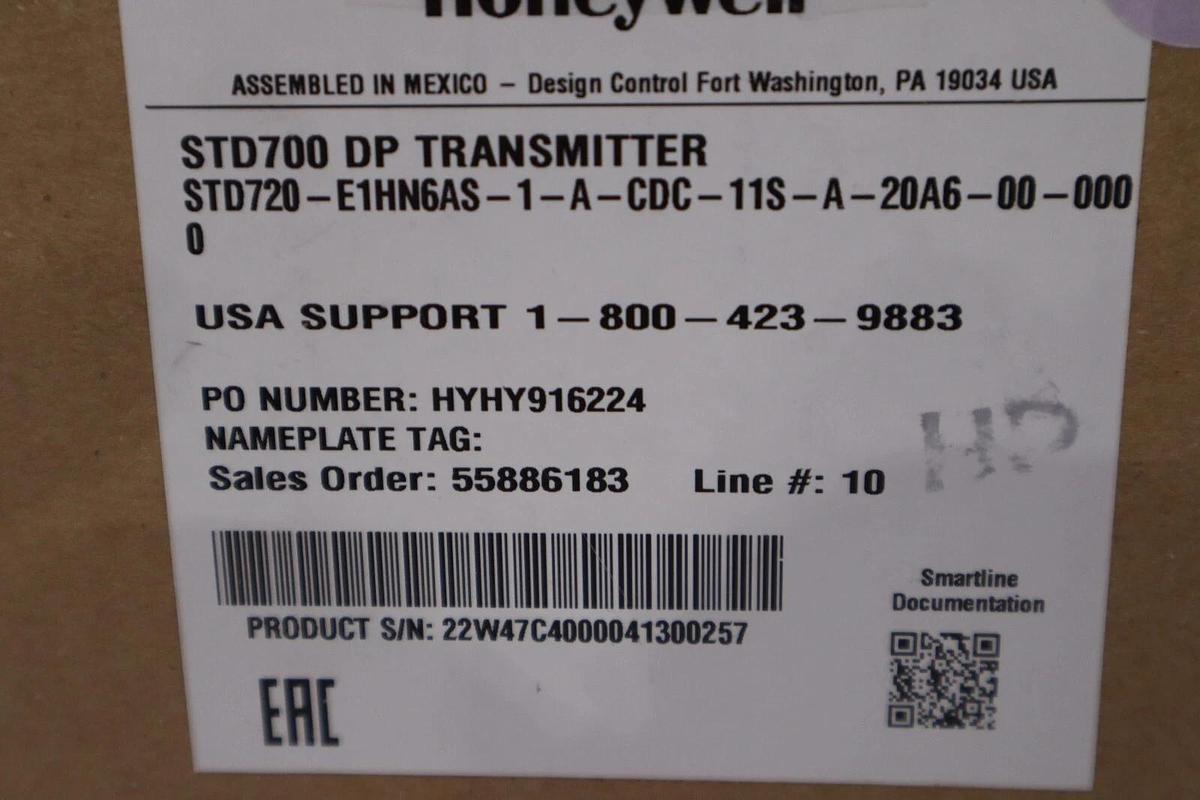 Honeywell
ASSEMBLED IN MEXICO – Design Control Fort Washington, PA 19034 USA
STD700 DP TRANSMITTER
STD720–E1HN6AS–1–A–CDC–11S–A–20A6–00–000
0
USA SUPPORT 1–800–423–9883
PO NUMBER: HYHY916224
NAMEPLATE TAG:
Sales Order: 55886183 Line #: 10
Smartline
Documentation
PRODUCT S/N: 22W47C4000041300257
EAC